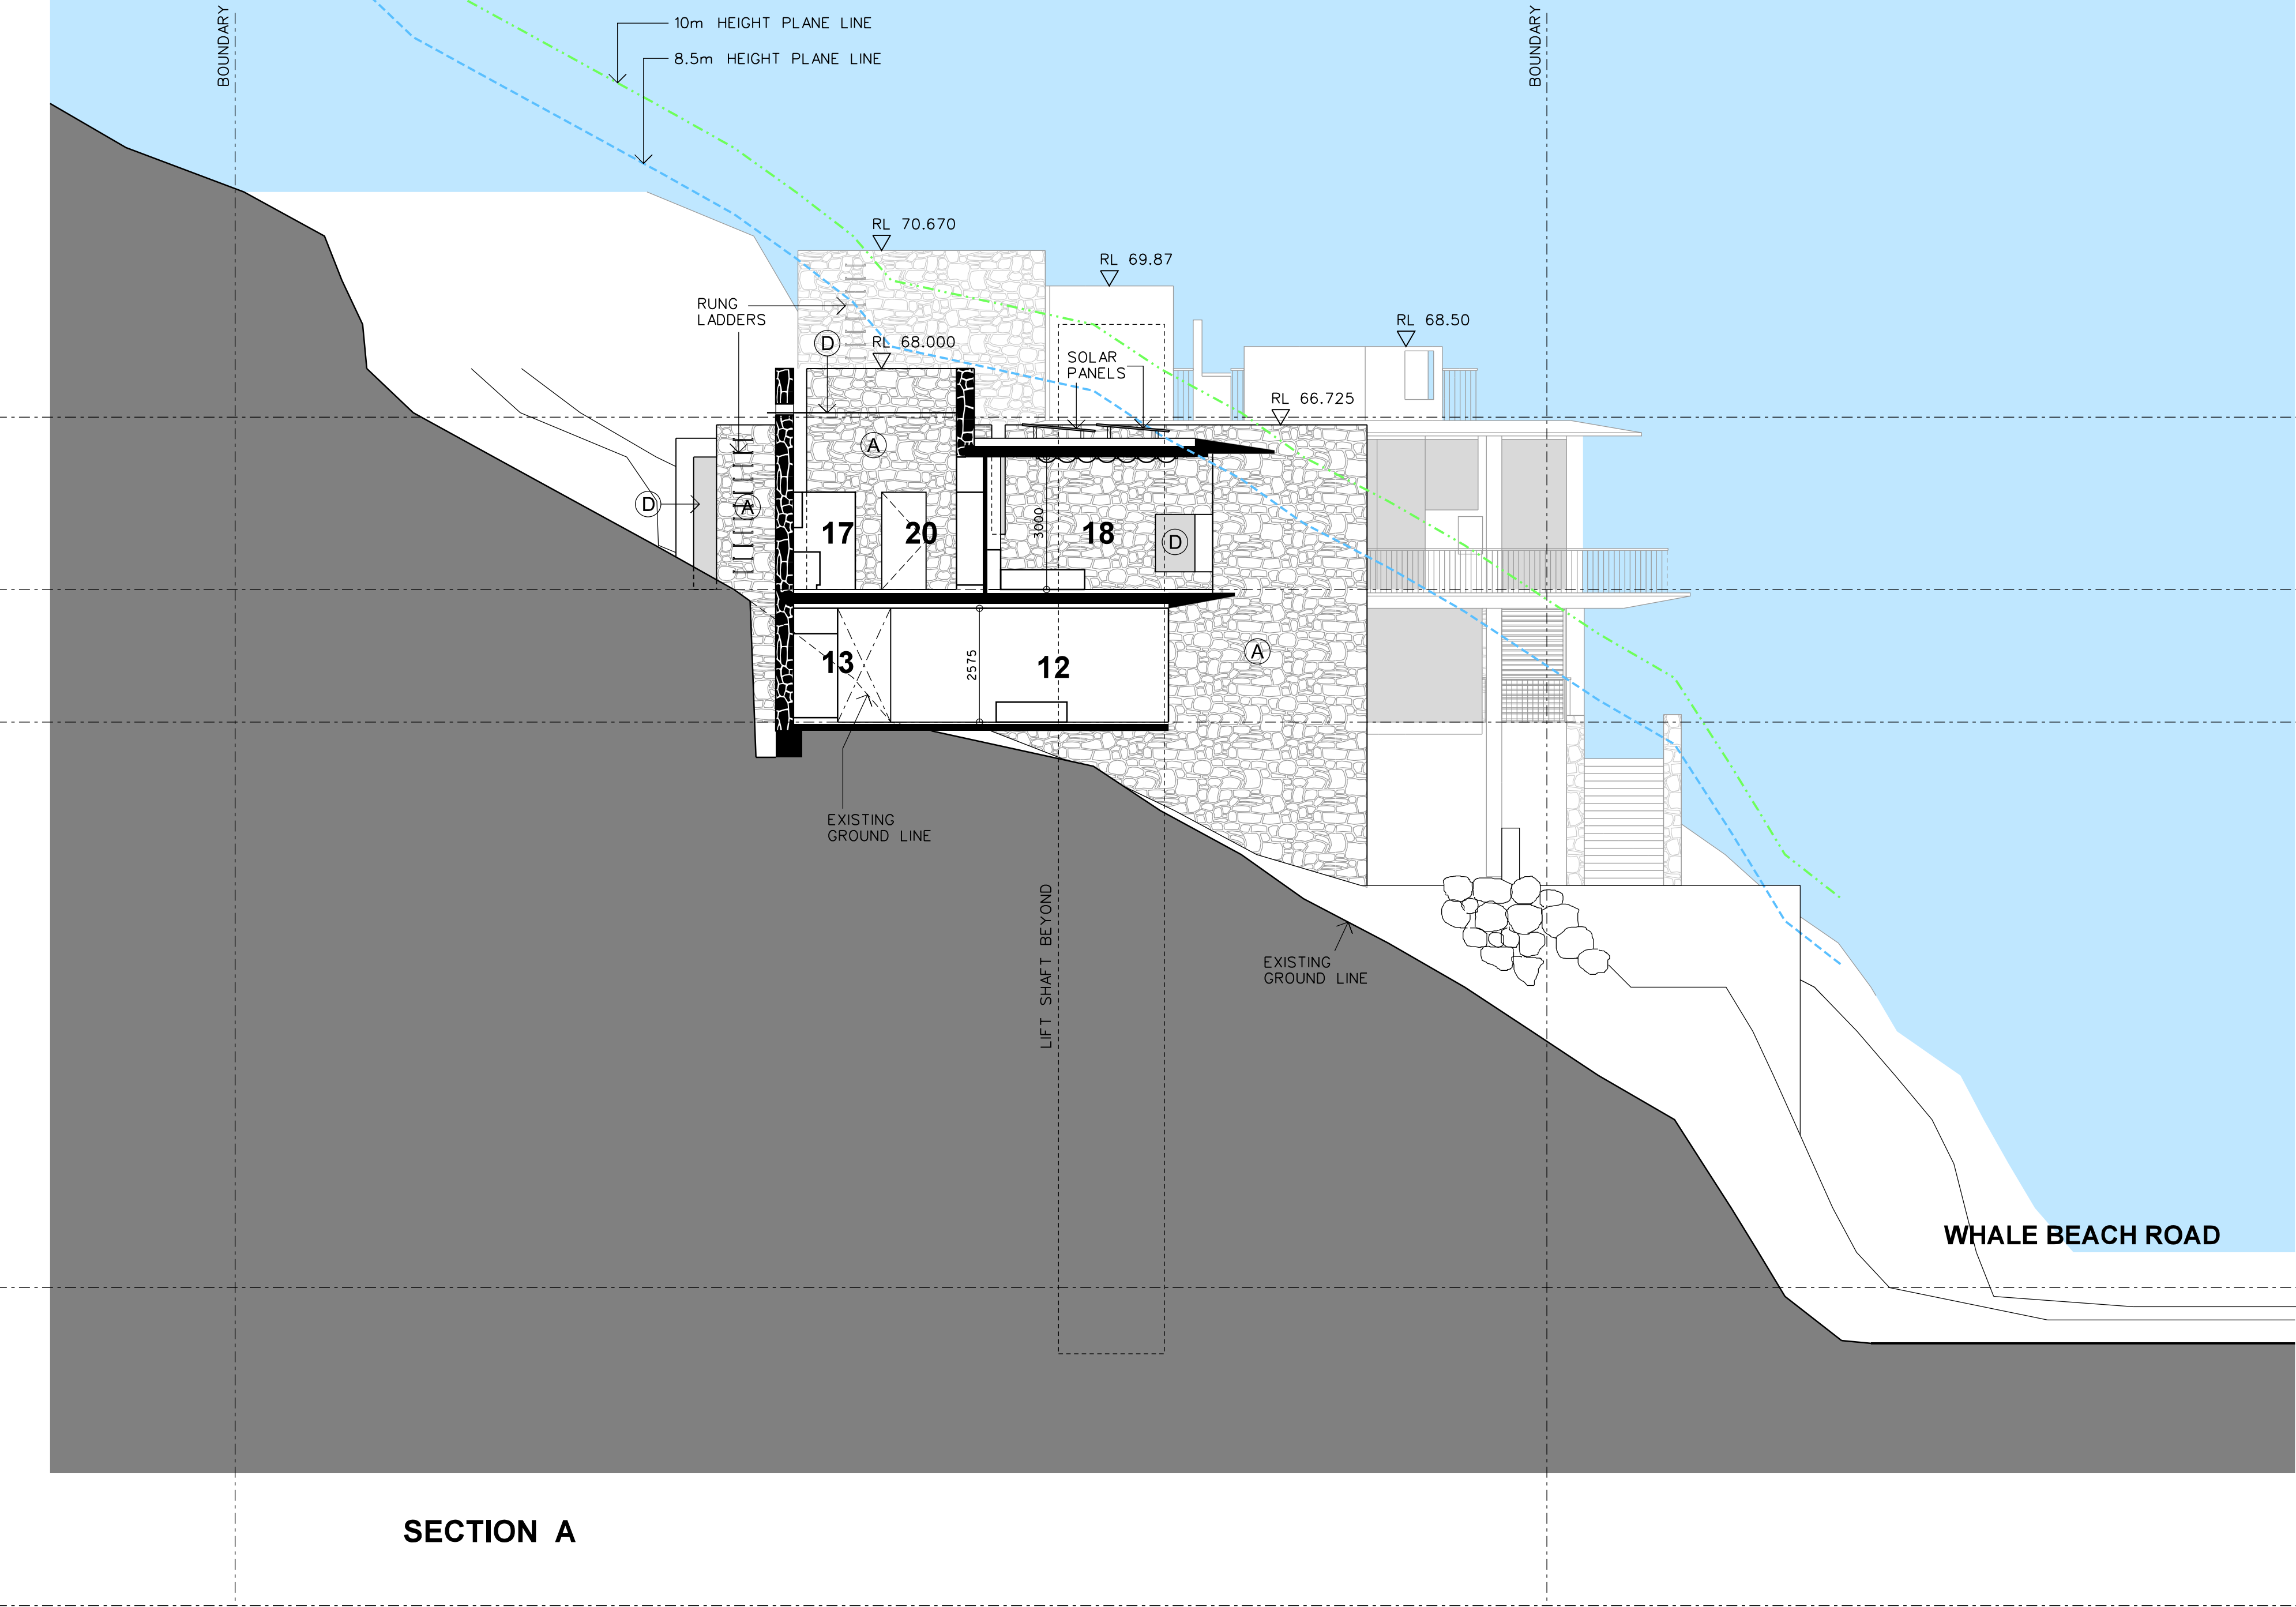 BOUNDARY
10m HEIGHT PLANE LINE
8.5m HEIGHT PLANE LINE
BOUNDARY
RL 70.670
RL 69.87
RUNG
LADDERS
RL 68.50
D
RL 68.000
SOLAR
PANELS
RL 66.725
A
D
A
17
20
3000
18
D
13
2575
12
A
EXISTING
GROUND LINE
LIFT SHAFT BEYOND
EXISTING
GROUND LINE
WHALE BEACH ROAD
SECTION A